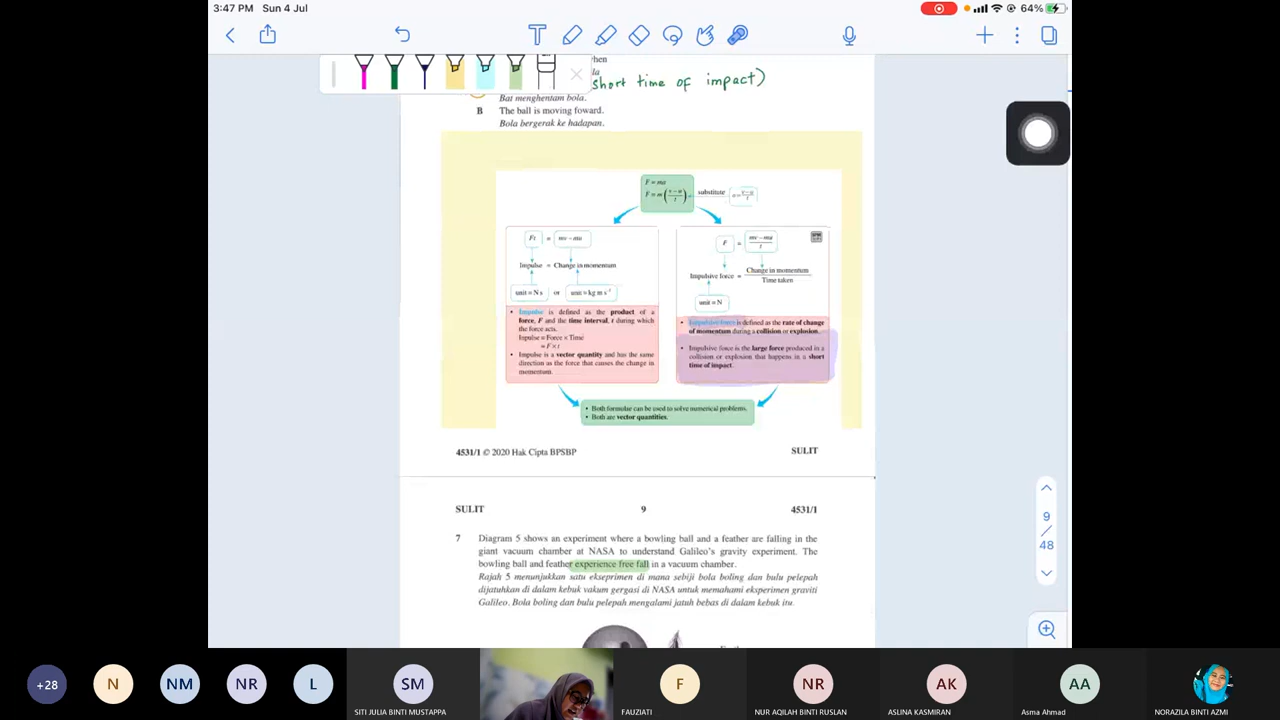 3:47 PM Sun 4 Jul
64%
short time of impact)
Bat menghentam bola.
B The ball is moving foward.
Bola bergerak ke hadapan.
F = ma
F = m(v−u/t)
substitute
a = v−u/t
Ft = mv − mu
Impulse = Change in momentum
unit = N s or unit = kg m s⁻¹
• Impulse is defined as the product of a
force, F and the time interval, t during which
the force acts.
Impulse = Force × Time
= F × t
• Impulse is a vector quantity and has the same
direction as the force that causes the change in
momentum.
F = mv − mu/t
Impulsive force = Change in momentum
Time taken
unit = N
• Impulsive force is defined as the rate of change
of momentum during a collision or explosion.
• Impulsive force is the large force produced in a
collision or explosion that happens in a short
time of impact.
• Both formulae can be used to solve numerical problems.
• Both are vector quantities.
4531/1 © 2020 Hak Cipta BPSBP SULIT
SULIT 9 4531/1
7 Diagram 5 shows an experiment where a bowling ball and a feather are falling in the
giant vacuum chamber at NASA to understand Galileo's gravity experiment. The
bowling ball and feather experience free fall in a vacuum chamber.
Rajah 5 menunjukkan satu eksperimen di mana sebiji bola boling dan bulu pelepah
dijatuhkan di dalam kebuk vakum gergasi di NASA untuk memahami eksperimen graviti
Galileo. Bola boling dan bulu pelepah mengalami jatuh bebas di dalam kebuk itu.
9
/
48
+28
N
NM
NR
L
SM
F
NR
AK
AA
SITI JULIA BINTI MUSTAPPA
FAUZIATI
NUR AQILAH BINTI RUSLAN
ASLINA KASMIRAN
Asma Ahmad
NORAZILA BINTI AZMI